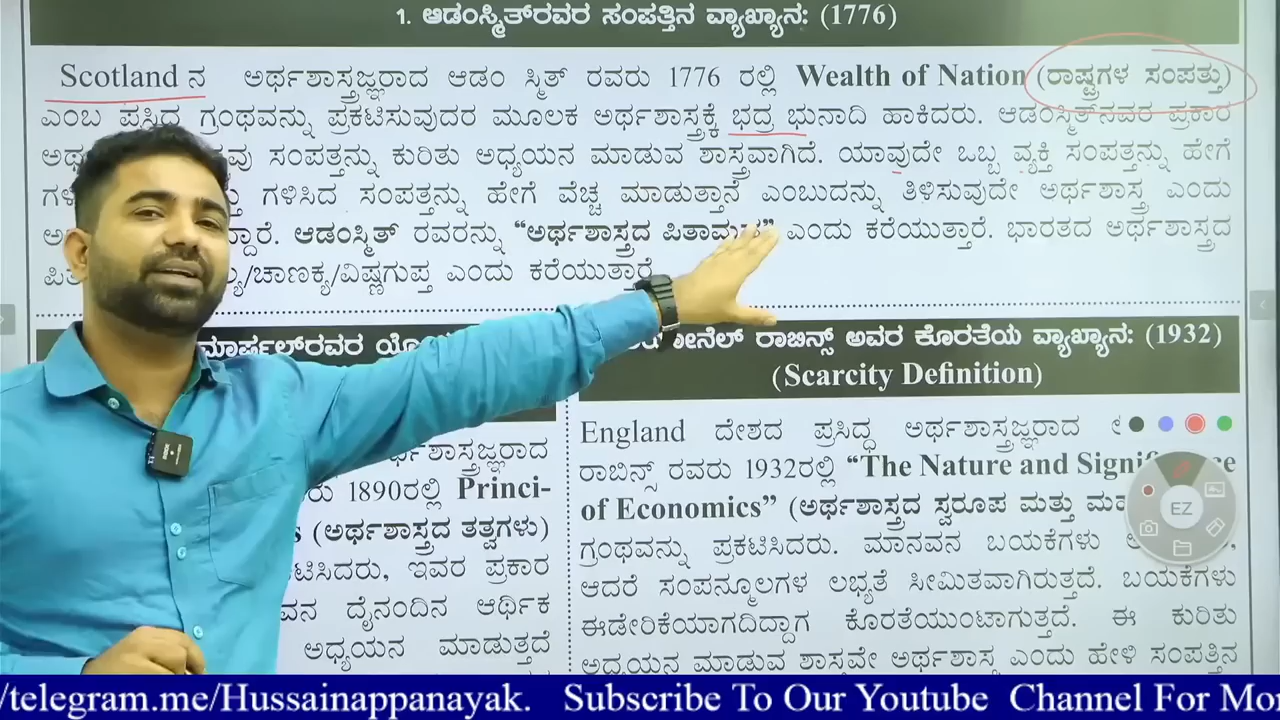 1. ಆಡಂಸ್ಮಿತ್‌ರವರ ಸಂಪತ್ತಿನ ವ್ಯಾಖ್ಯಾನ: (1776)
Scotland ನ ಅರ್ಥಶಾಸ್ತ್ರಜ್ಞರಾದ ಆಡಂ ಸ್ಮಿತ್ ರವರು 1776 ರಲ್ಲಿ Wealth of Nation (ರಾಷ್ಟ್ರಗಳ ಸಂಪತ್ತು)
ಎಂಬ ಪ್ರಸಿದ್ಧ ಗ್ರಂಥವನ್ನು ಪ್ರಕಟಿಸುವುದರ ಮೂಲಕ ಅರ್ಥಶಾಸ್ತ್ರಕ್ಕೆ ಭದ್ರ ಭುನಾದಿ ಹಾಕಿದರು. ಆಡಂಸ್ಮಿತ್‌ನವರ ಪ್ರಕಾರ
ಸಂಪತ್ತನ್ನು ಕುರಿತು ಅಧ್ಯಯನ ಮಾಡುವ ಶಾಸ್ತ್ರವಾಗಿದೆ. ಯಾವುದೇ ಒಬ್ಬ ವ್ಯಕ್ತಿ ಸಂಪತ್ತನ್ನು ಹೇಗೆ
ಗಳಿಸಿದ ಸಂಪತ್ತನ್ನು ಹೇಗೆ ವೆಚ್ಚ ಮಾಡುತ್ತಾನೆ ಎಂಬುದನ್ನು ತಿಳಿಸುವುದೇ ಅರ್ಥಶಾಸ್ತ್ರ ಎಂದು
ಆಡಂಸ್ಮಿತ್ ರವರನ್ನು “ಅರ್ಥಶಾಸ್ತ್ರದ ಪಿತಾಮಹ” ಎಂದು ಕರೆಯುತ್ತಾರೆ. ಭಾರತದ ಅರ್ಥಶಾಸ್ತ್ರದ
/ಚಾಣಕ್ಯ/ವಿಷ್ಣಗುಪ್ತ ಎಂದು ಕರೆಯುತ್ತಾರೆ
ಮಾರ್ಷಲ್‌ರವರ
ಅರ್ಥಶಾಸ್ತ್ರಜ್ಞರಾದ
1890ರಲ್ಲಿ Princi-
(ಅರ್ಥಶಾಸ್ತ್ರದ ತತ್ವಗಳು)
ಇವರ ಪ್ರಕಾರ
ದೈನಂದಿನ ಆರ್ಥಿಕ
ಅಧ್ಯಯನ ಮಾಡುತ್ತದೆ
ರಾಬಿನ್ಸ್ ಅವರ ಕೊರತೆಯ ವ್ಯಾಖ್ಯಾನ: (1932)
(Scarcity Definition)
England ದೇಶದ ಪ್ರಸಿದ್ಧ ಅರ್ಥಶಾಸ್ತ್ರಜ್ಞರಾದ
ರಾಬಿನ್ಸ್ ರವರು 1932ರಲ್ಲಿ “The Nature and
of Economics” (ಅರ್ಥಶಾಸ್ತ್ರದ ಸ್ವರೂಪ ಮತ್ತು
ಗ್ರಂಥವನ್ನು ಪ್ರಕಟಿಸಿದರು. ಮಾನವನ ಬಯಕೆಗಳು
ಆದರೆ ಸಂಪನ್ಮೂಲಗಳ ಲಭ್ಯತೆ ಸೀಮಿತವಾಗಿರುತ್ತದೆ. ಬಯಕೆಗಳು
ಈಡೇರಿಕೆಯಾಗದಿದ್ದಾಗ ಕೊರತೆಯುಂಟಾಗುತ್ತದೆ. ಈ ಕುರಿತು
ಅಧ್ಯಯನ ಮಾಡುವ ಶಾಸ್ತ್ರವೇ ಅರ್ಥಶಾಸ್ತ್ರ ಎಂದು ಹೇಳಿ ಸಂಪತ್ತಿನ
EZ
/telegram.me/Hussainappanayak. Subscribe To Our Youtube Channel For Mo